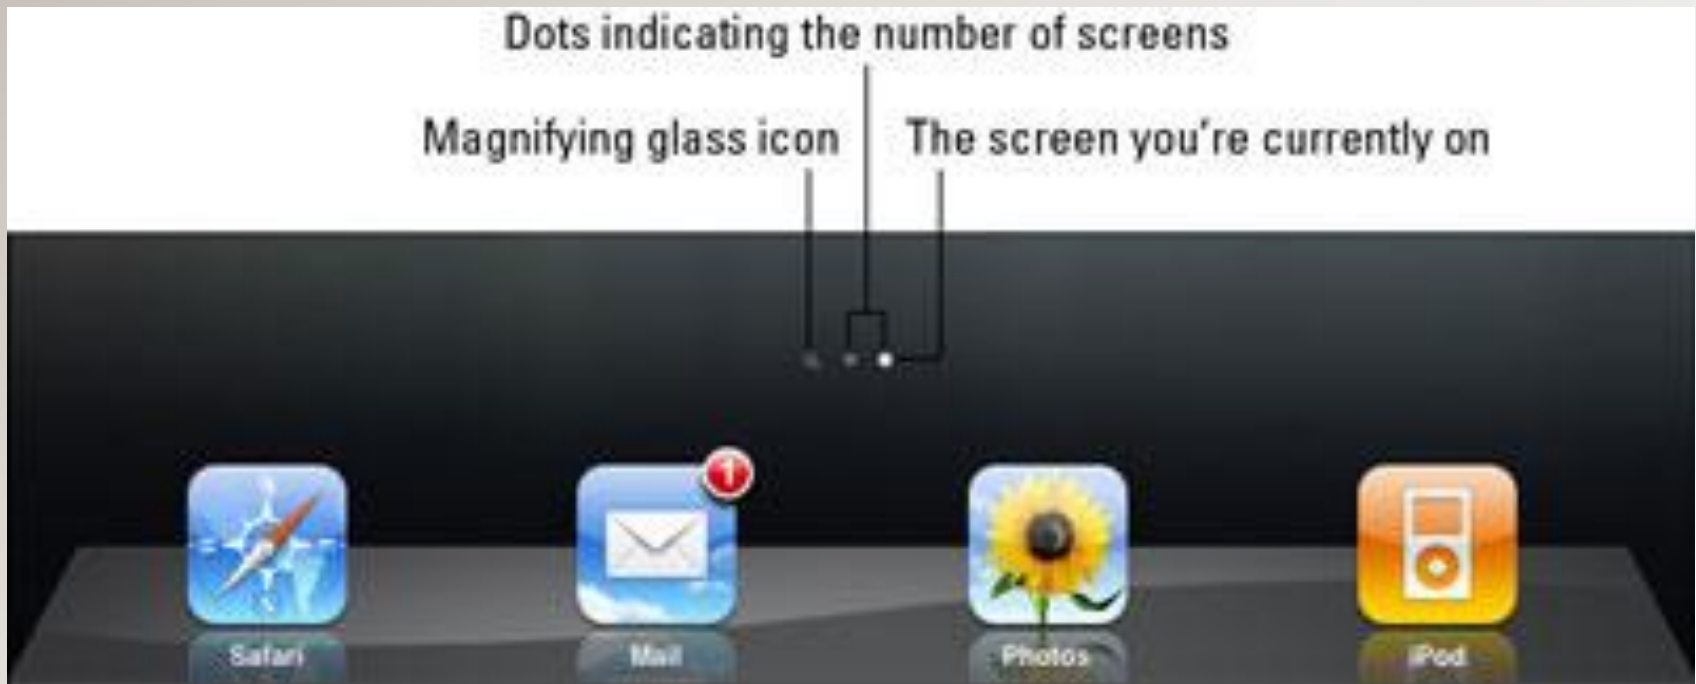 Dots indicating the number of screens
Magnifying glass icon
The screen you're currently on
1
Safari
Mail
Photos
iPod